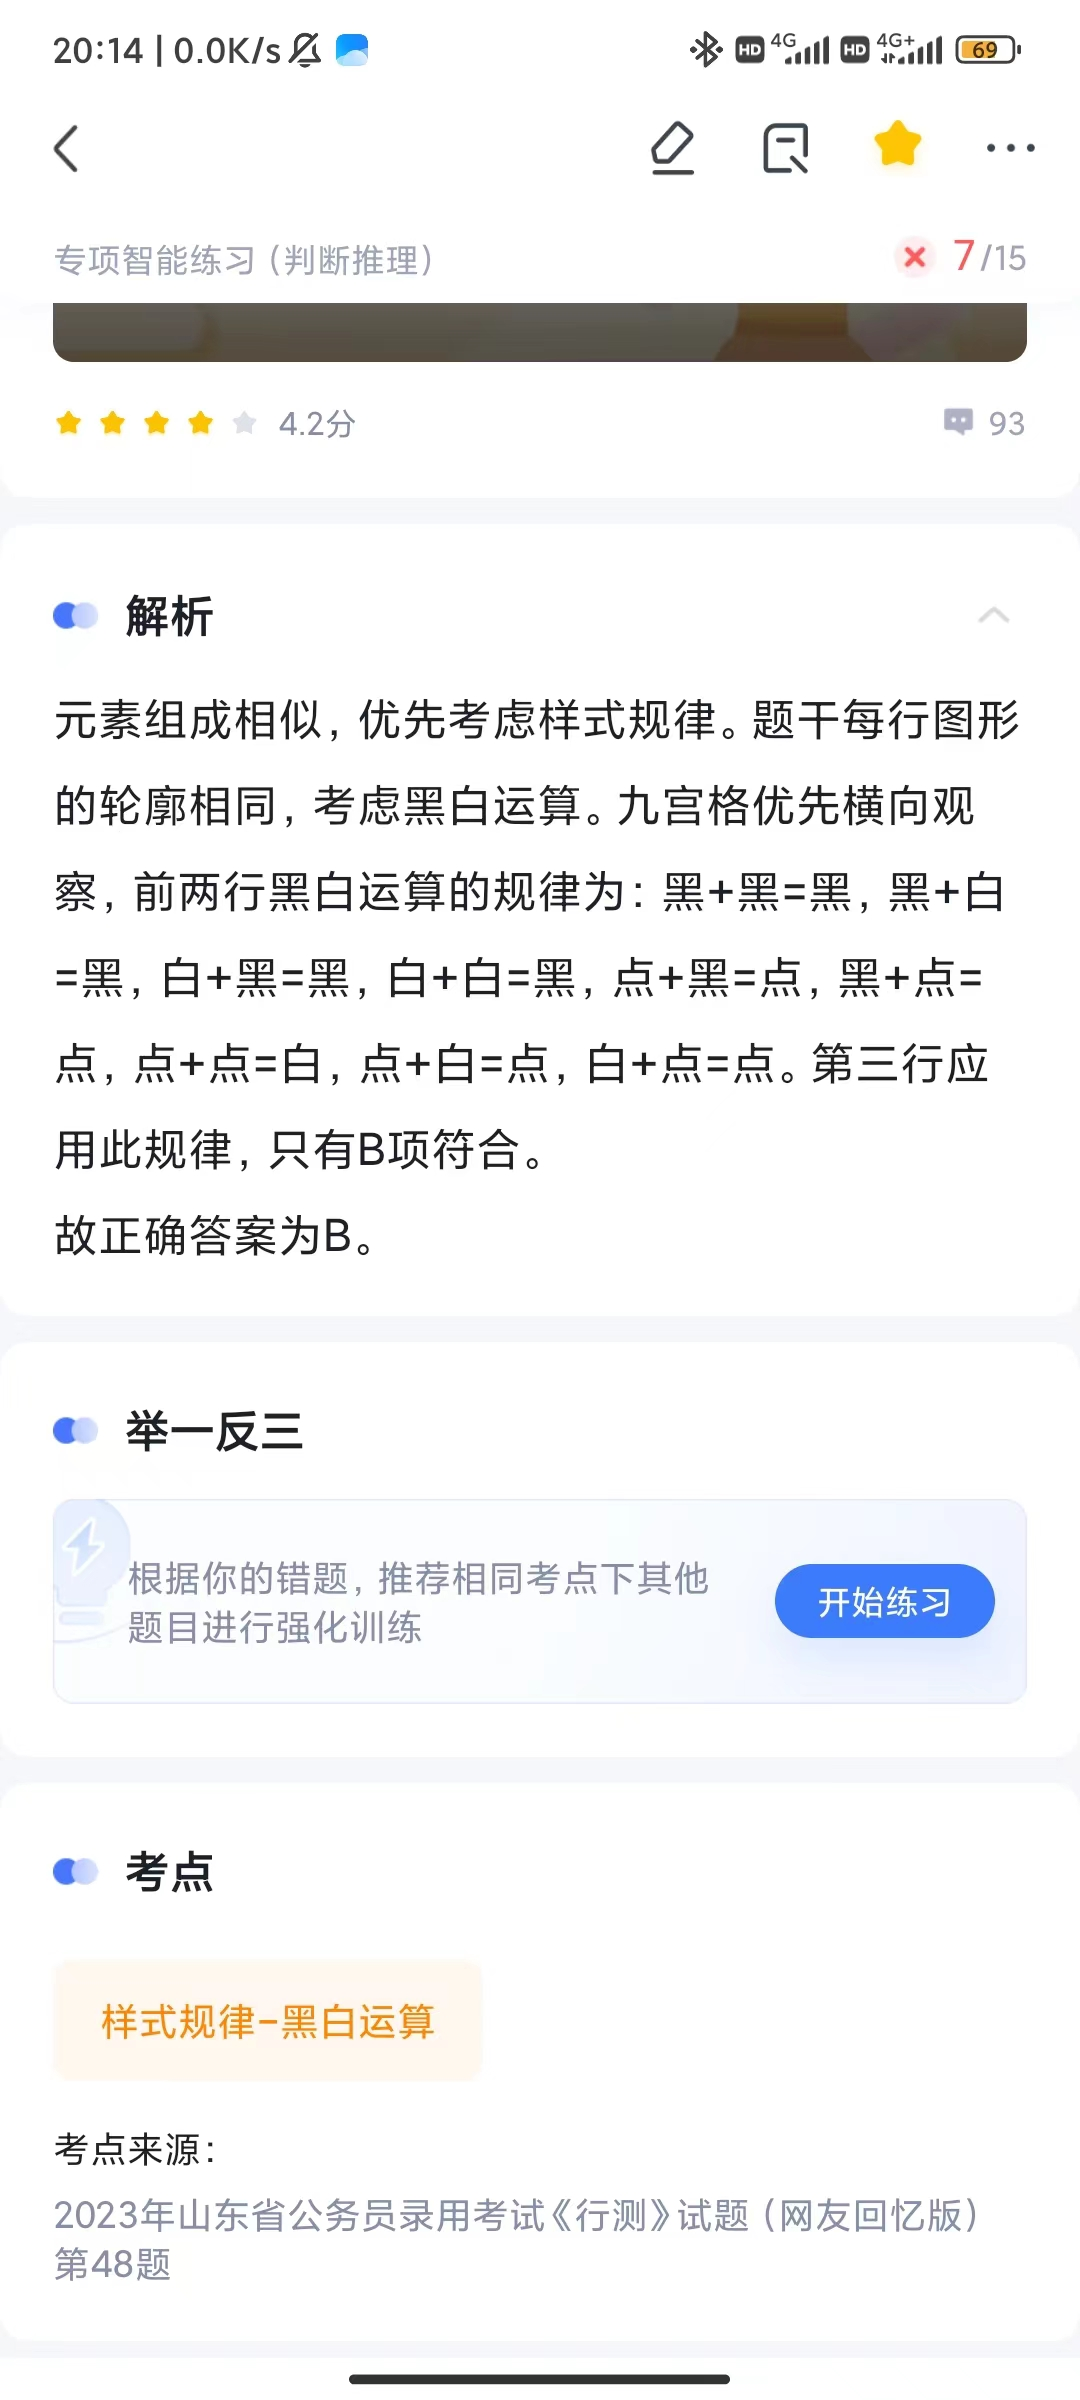 20:14 | 0.0K/s
HD 4G HD 4G+ 69
专项智能练习（判断推理）
7/15
4.2分
93
解析
元素组成相似，优先考虑样式规律。题干每行图形
的轮廓相同，考虑黑白运算。九宫格优先横向观
察，前两行黑白运算的规律为：黑+黑=黑，黑+白
=黑，白+黑=黑，白+白=黑，点+黑=点，黑+点=
点，点+点=白，点+白=点，白+点=点。第三行应
用此规律，只有B项符合。
故正确答案为B。
举一反三
根据你的错题，推荐相同考点下其他
题目进行强化训练
开始练习
考点
样式规律-黑白运算
考点来源：
2023年山东省公务员录用考试《行测》试题（网友回忆版）
第48题